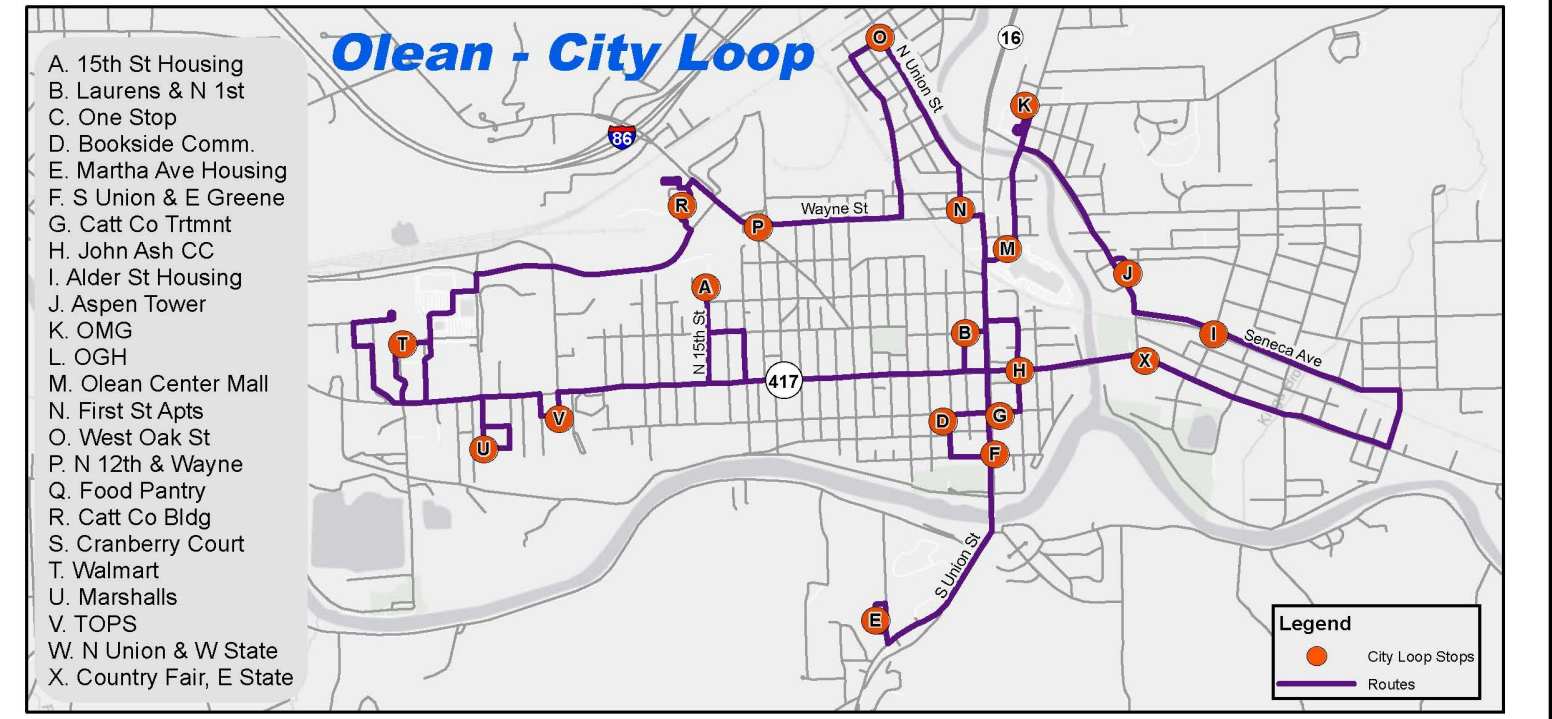 Olean - City Loop
A. 15th St Housing
B. Laurens & N 1st
C. One Stop
D. Bookside Comm.
E. Martha Ave Housing
F. S Union & E Greene
G. Catt Co Trtmnt
H. John Ash CC
I. Alder St Housing
J. Aspen Tower
K. OMG
L. OGH
M. Olean Center Mall
N. First St Apts
O. West Oak St
P. N 12th & Wayne
Q. Food Pantry
R. Catt Co Bldg
S. Cranberry Court
T. Walmart
U. Marshalls
V. TOPS
W. N Union & W State
X. Country Fair, E State
O
16
N Union St
K
86
R
Wayne St
N
P
M
J
A
N 15th St
B
I
T
Seneca Ave
X
H
417
V
D
G
U
F
S Union St
E
Legend
City Loop Stops
Routes